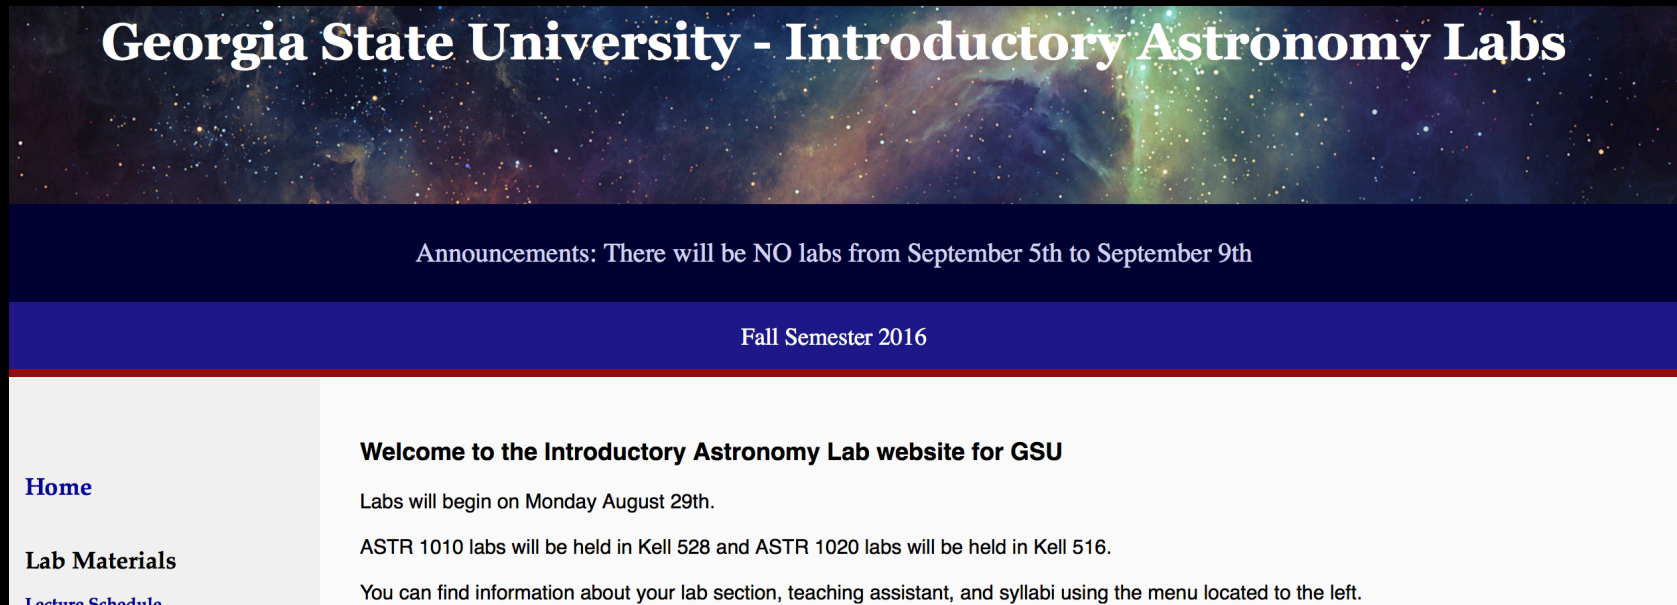 Georgia State University - Introductory Astronomy Labs
Announcements: There will be NO labs from September 5th to September 9th
Fall Semester 2016
Home
Lab Materials
Lecture Schedule
Welcome to the Introductory Astronomy Lab website for GSU
Labs will begin on Monday August 29th.
ASTR 1010 labs will be held in Kell 528 and ASTR 1020 labs will be held in Kell 516.
You can find information about your lab section, teaching assistant, and syllabi using the menu located to the left.